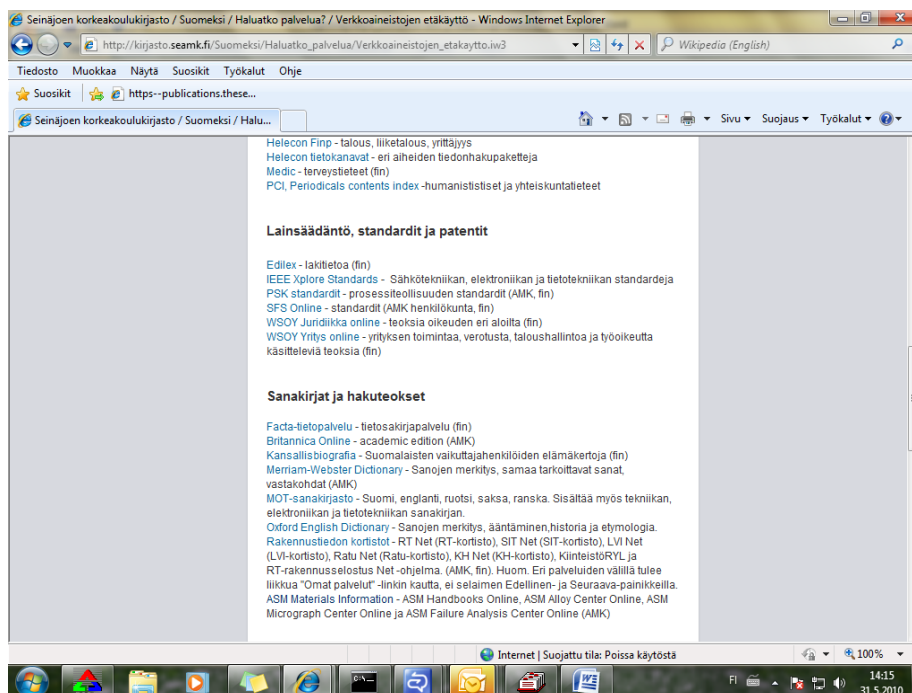 Seinäjoen korkeakoulukirjasto / Suomeksi / Haluatko palvelua? / Verkkoaineistojen etäkäyttö - Windows Internet Explorer
http://kirjasto.seamk.fi/Suomeksi/Haluatko_palvelua/Verkkoaineistojen_etakaytto.iw3
Wikipedia (English)
Tiedosto Muokkaa Näytä Suosikit Työkalut Ohje
Suosikit https--publications.these...
Seinäjoen korkeakoulukirjasto / Suomeksi / Halu...
Sivu Suojaus Työkalut
Helecon Finp - talous, liiketalous, yrittäjyys
Helecon tietokanavat - eri aiheiden tiedonhakupaketteja
Medic - terveystieteet (fin)
PCI, Periodicals contents index -humanististiset ja yhteiskuntatieteet
Lainsäädäntö, standardit ja patentit
Edilex - lakitietoa (fin)
IEEE Xplore Standards - Sähkötekniikan, elektroniikan ja tietotekniikan standardeja
PSK standardit - prosessiteollisuuden standardit (AMK, fin)
SFS Online - standardit (AMK henkilökunta, fin)
WSOY Juridiikka online - teoksia oikeuden eri aloilta (fin)
WSOY Yritys online - yrityksen toimintaa, verotusta, taloushallintoa ja työoikeutta
käsitteleviä teoksia (fin)
Sanakirjat ja hakuteokset
Facta-tietopalvelu - tietosakirjapalvelu (fin)
Britannica Online - academic edition (AMK)
Kansallisbiografia - Suomalaisten vaikuttajahenkilöiden elämäkertoja (fin)
Merriam-Webster Dictionary - Sanojen merkitys, samaa tarkoittavat sanat,
vastakohdat (AMK)
MOT-sanakirjasto - Suomi, englanti, ruotsi, saksa, ranska. Sisältää myös tekniikan,
elektroniikan ja tietotekniikan sanakirjan.
Oxford English Dictionary - Sanojen merkitys, ääntäminen,historia ja etymologia.
Rakennustiedon kortistot - RT Net (RT-kortisto), SIT Net (SIT-kortisto), LVI Net
(LVI-kortisto), Ratu Net (Ratu-kortisto), KH Net (KH-kortisto), KiinteistöRYL ja
RT-rakennusselostus Net -ohjelma. (AMK, fin). Huom. Eri palveluiden välillä tulee
liikkua "Omat palvelut" -linkin kautta, ei selaimen Edellinen- ja Seuraava-painikkeilla.
ASM Materials Information - ASM Handbooks Online, ASM Alloy Center Online, ASM
Micrograph Center Online ja ASM Failure Analysis Center Online (AMK)
Internet | Suojattu tila: Poissa käytöstä
100%
FI
14:15
31.5.2010